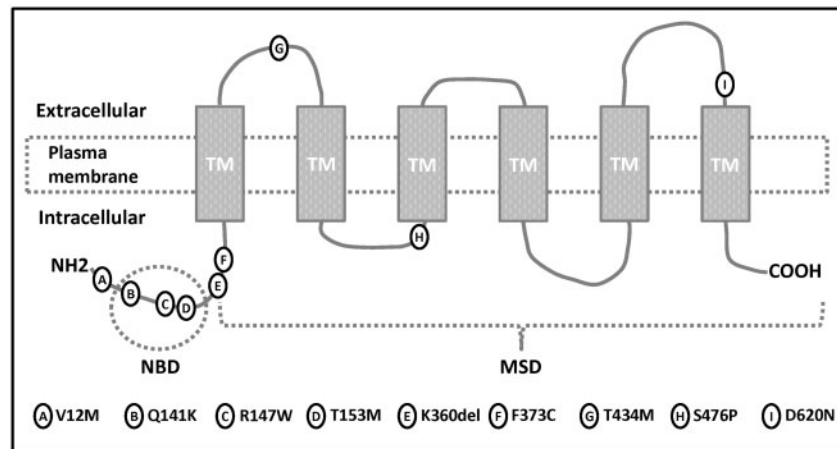 G
I
Extracellular
TM TM TM TM TM TM
Plasma
membrane
Intracellular
H
F
NH2
A
B
C
D
E
COOH
NBD
MSD
A V12M B Q141K C R147W D T153M E K360del F F373C G T434M H S476P I D620N